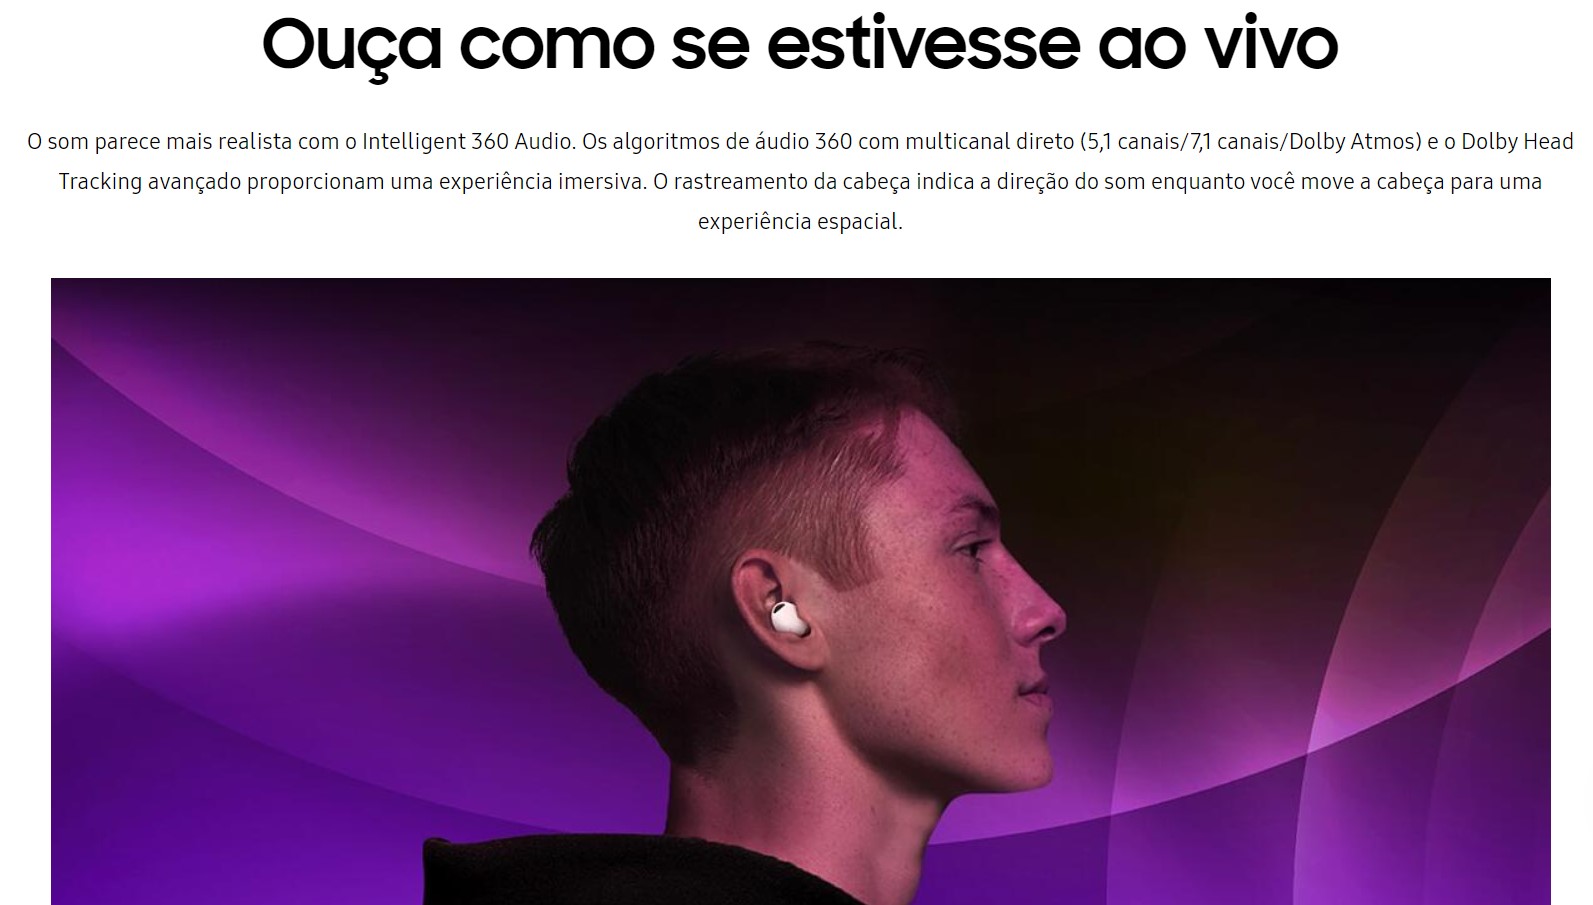 Ouça como se estivesse ao vivo
O som parece mais realista com o Intelligent 360 Audio. Os algoritmos de áudio 360 com multicanal direto (5,1 canais/7,1 canais/Dolby Atmos) e o Dolby Head
Tracking avançado proporcionam uma experiência imersiva. O rastreamento da cabeça indica a direção do som enquanto você move a cabeça para uma
experiência espacial.